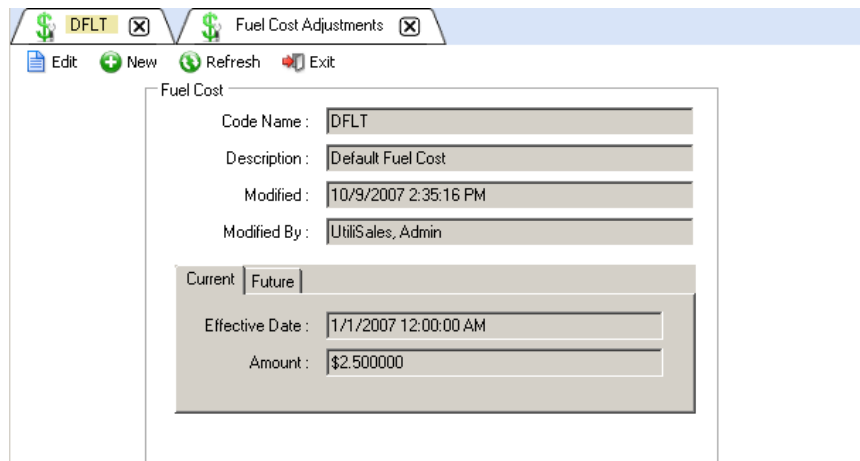 DFLT Fuel Cost Adjustments
Edit New Refresh Exit
Fuel Cost
Code Name : DFLT
Description : Default Fuel Cost
Modified : 10/9/2007 2:35:16 PM
Modified By : UtiliSales, Admin
Current Future
Effective Date : 1/1/2007 12:00:00 AM
Amount : $2.500000